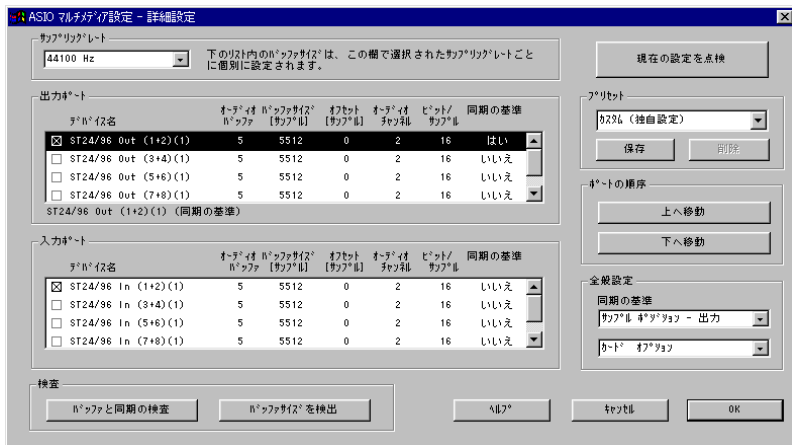 ASIO ﾏﾙﾁﾒﾃﾞｨｱ設定 - 詳細設定
ｻﾝﾌﾟﾘﾝｸﾞﾚｰﾄ
44100 Hz
下のﾘｽﾄ内のﾊﾞｯﾌｧｻｲｽﾞは、この欄で選択されたｻﾝﾌﾟﾘﾝｸﾞﾚｰﾄごと
に個別に設定されます。
現在の設定を点検
出力ﾎﾟｰﾄ
ﾃﾞﾊﾞｲｽ名
ｵｰﾃﾞｨｵ ﾊﾞｯﾌｧ
ﾊﾞｯﾌｧｻｲｽﾞ [ｻﾝﾌﾟﾙ]
ｵﾌｾｯﾄ [ｻﾝﾌﾟﾙ]
ｵｰﾃﾞｨｵ ﾁｬﾝﾈﾙ
ﾋﾞｯﾄ/ ｻﾝﾌﾟﾙ
同期の基準
ST24/96 Out (1+2)(1) 5 5512 0 2 16 はい
ST24/96 Out (3+4)(1) 5 5512 0 2 16 いいえ
ST24/96 Out (5+6)(1) 5 5512 0 2 16 いいえ
ST24/96 Out (7+8)(1) 5 5512 0 2 16 いいえ
ST24/96 Out (1+2)(1) (同期の基準)
ﾌﾟﾘｾｯﾄ
ｶｽﾀﾑ (独自設定)
保存
削除
ﾎﾟｰﾄの順序
上へ移動
下へ移動
入力ﾎﾟｰﾄ
ﾃﾞﾊﾞｲｽ名
ｵｰﾃﾞｨｵ ﾊﾞｯﾌｧ
ﾊﾞｯﾌｧｻｲｽﾞ [ｻﾝﾌﾟﾙ]
ｵﾌｾｯﾄ [ｻﾝﾌﾟﾙ]
ｵｰﾃﾞｨｵ ﾁｬﾝﾈﾙ
ﾋﾞｯﾄ/ ｻﾝﾌﾟﾙ
同期の基準
ST24/96 In (1+2)(1) 5 5512 0 2 16 いいえ
ST24/96 In (3+4)(1) 5 5512 0 2 16 いいえ
ST24/96 In (5+6)(1) 5 5512 0 2 16 いいえ
ST24/96 In (7+8)(1) 5 5512 0 2 16 いいえ
全般設定
同期の基準
ｻﾝﾌﾟﾙ ﾎﾟｼﾞｼｮﾝ - 出力
ｶｰﾄﾞ ｵﾌﾟｼｮﾝ
検査
ﾊﾞｯﾌｧと同期の検査
ﾊﾞｯﾌｧｻｲｽﾞを検出
ﾍﾙﾌﾟ
ｷｬﾝｾﾙ
OK